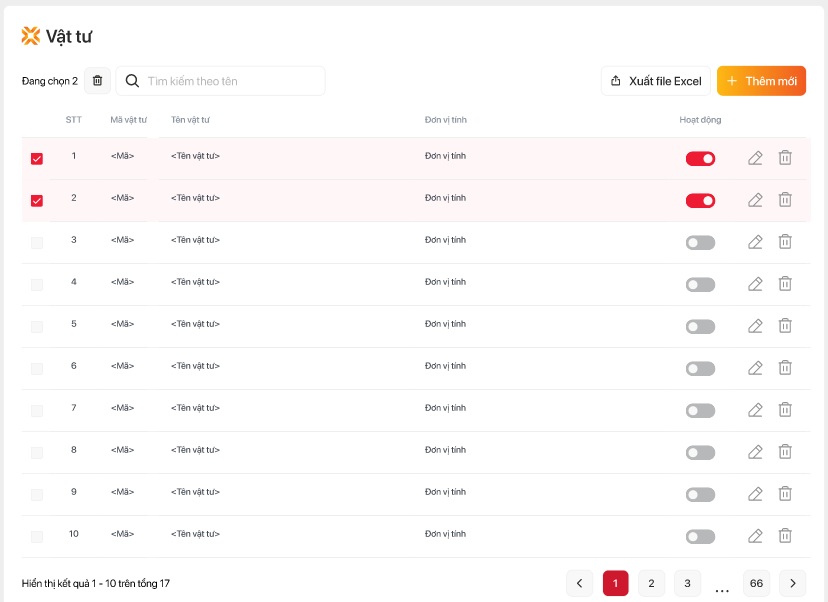 Vật tư
Đang chọn 2 Tìm kiếm theo tên Xuất file Excel + Thêm mới
STT Mã vật tư Tên vật tư Đơn vị tính Hoạt động
1 <Mã> <Tên vật tư> Đơn vị tính
2 <Mã> <Tên vật tư> Đơn vị tính
3 <Mã> <Tên vật tư> Đơn vị tính
4 <Mã> <Tên vật tư> Đơn vị tính
5 <Mã> <Tên vật tư> Đơn vị tính
6 <Mã> <Tên vật tư> Đơn vị tính
7 <Mã> <Tên vật tư> Đơn vị tính
8 <Mã> <Tên vật tư> Đơn vị tính
9 <Mã> <Tên vật tư> Đơn vị tính
10 <Mã> <Tên vật tư> Đơn vị tính
Hiển thị kết quả 1 - 10 trên tổng 17 < 1 2 3 ... 66 >